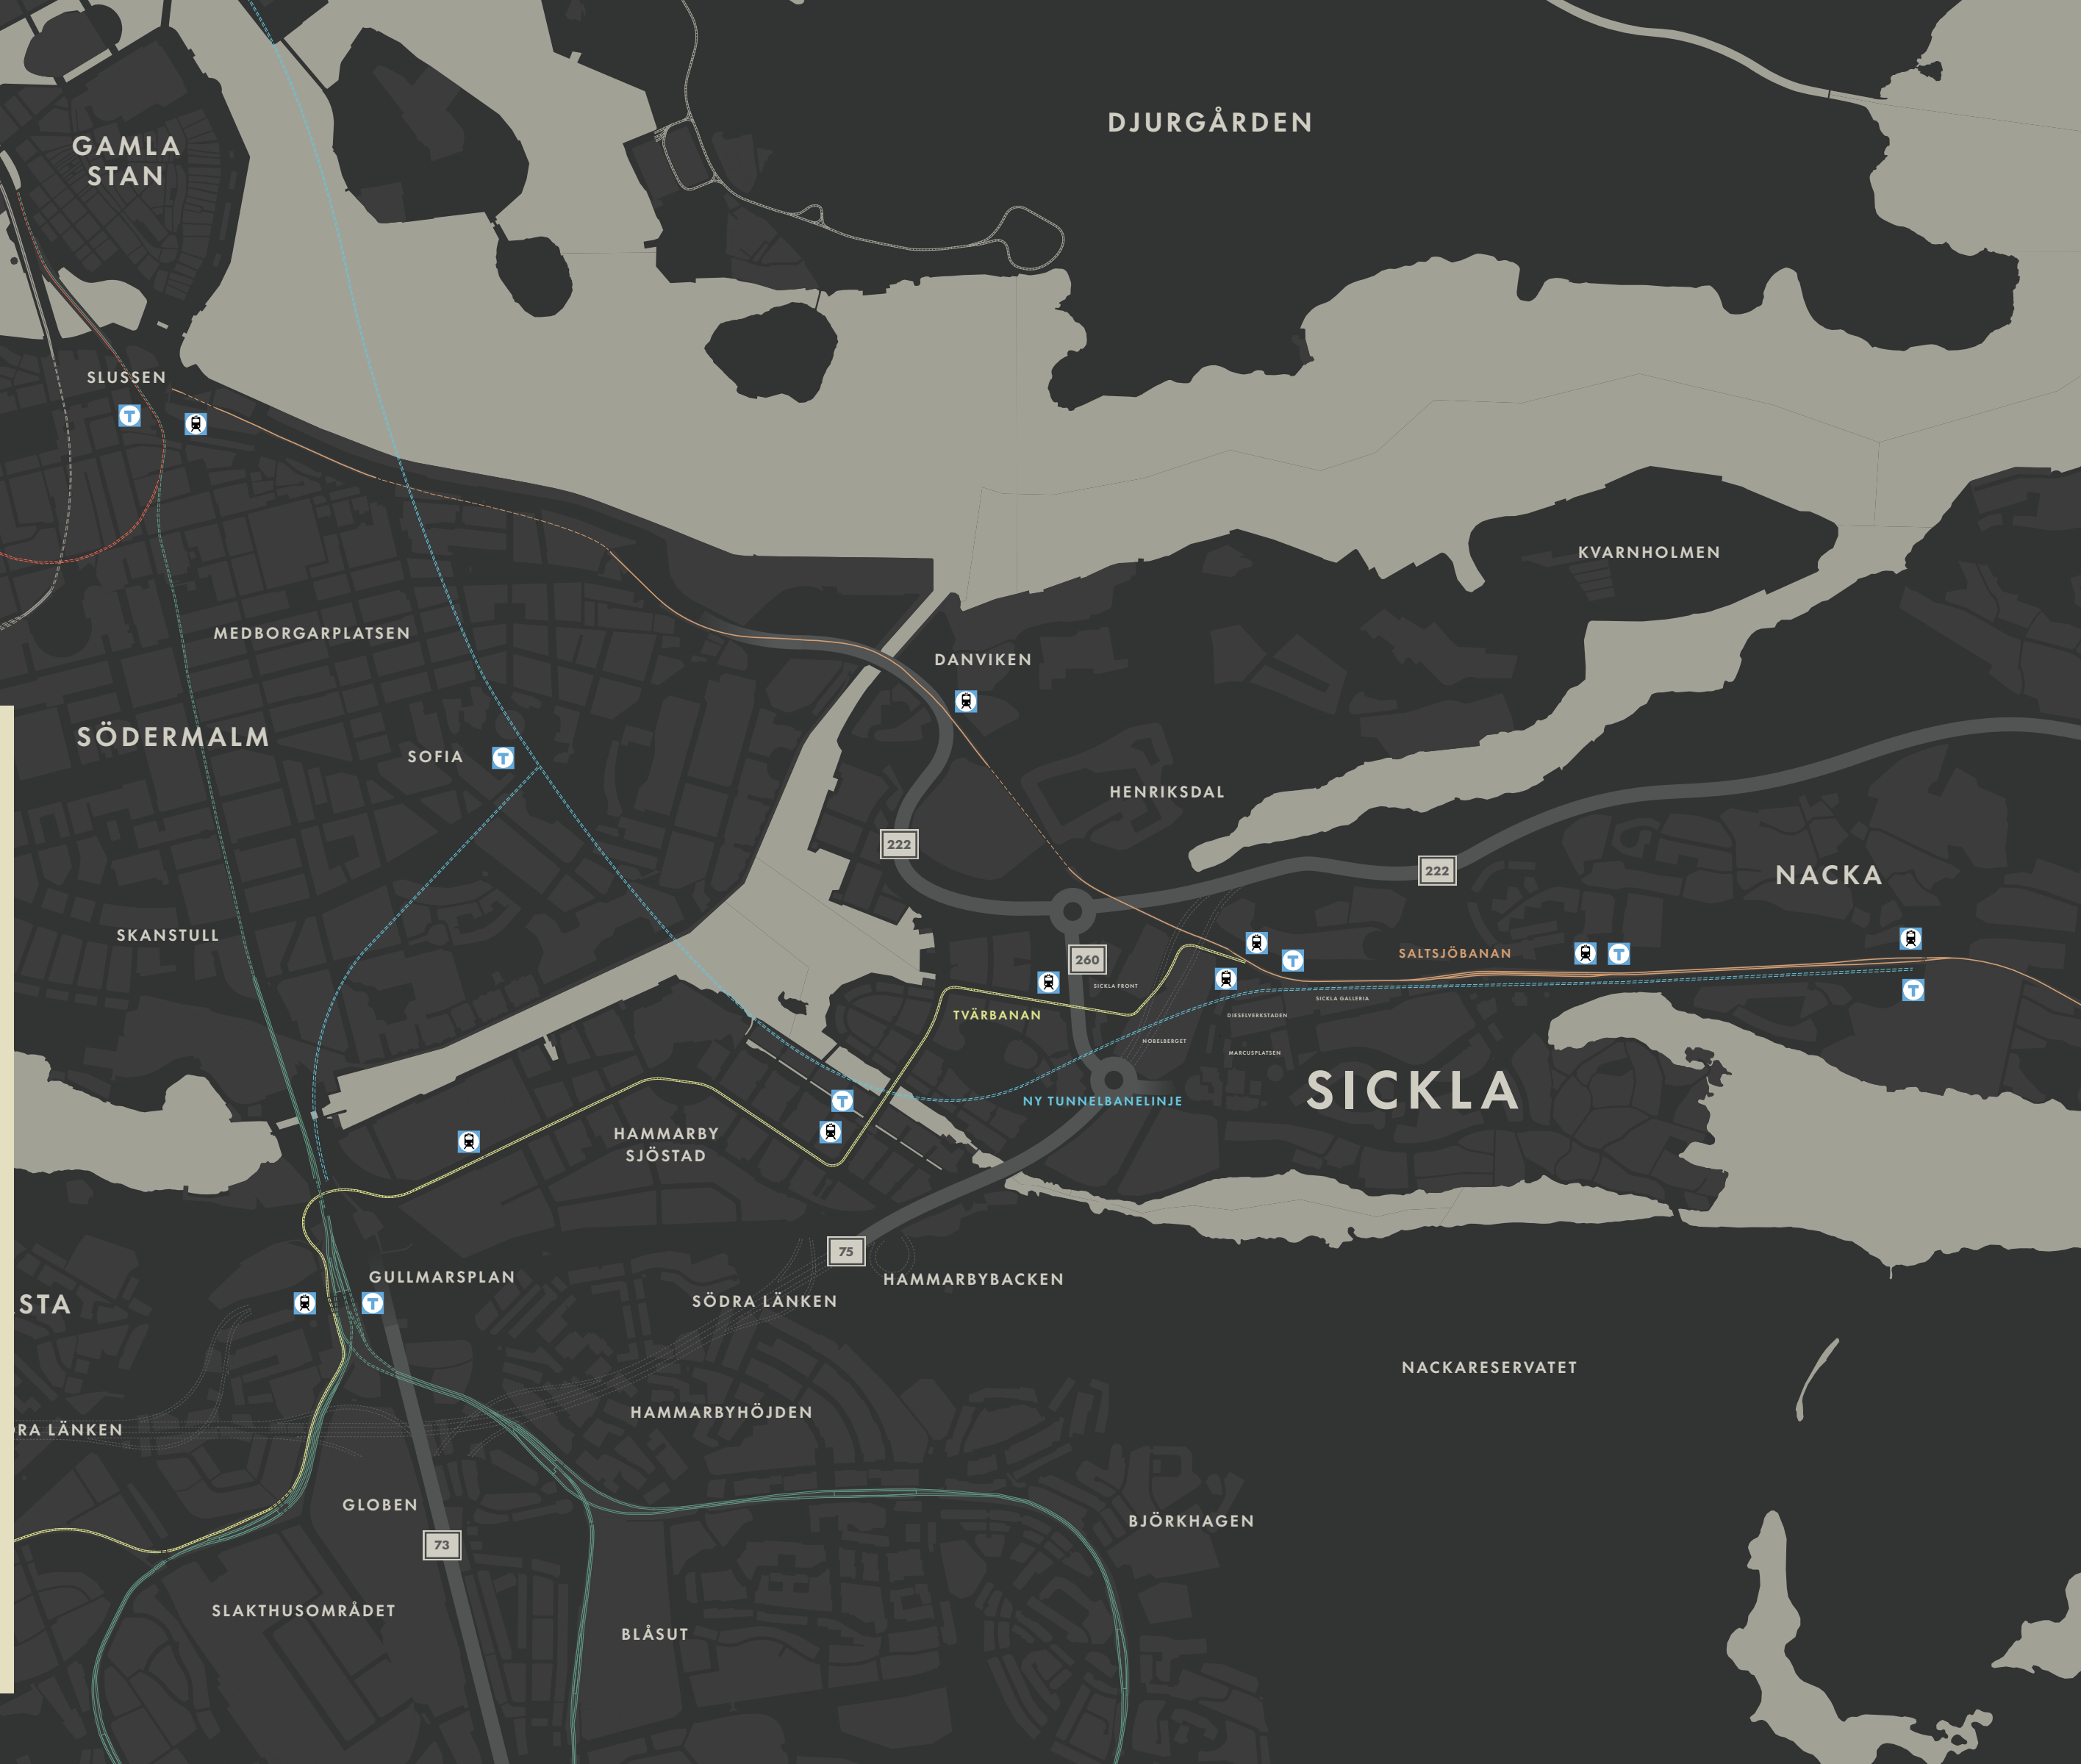 DJURGÅRDEN
GAMLA
STAN
SLUSSEN
T
KVARNHOLMEN
MEDBORGARPLATSEN
DANVIKEN
SÖDERMALM
SOFIA
T
HENRIKSDAL
222
222
NACKA
SKANSTULL
260
T
SALTSJÖBANAN
T
SICKLA FRONT
T
SICKLA GALLERIA
TVÄRBANAN
DIESELVERKSTADEN
NOBELBERGET
MARCUSPLATSEN
SICKLA
T
NY TUNNELBANELINJE
HAMMARBY
SJÖSTAD
75
GULLMARSPLAN
HAMMARBYBACKEN
STA
T
SÖDRA LÄNKEN
NACKARESERVATET
HAMMARBYHÖJDEN
RA LÄNKEN
GLOBEN
BJÖRKHAGEN
73
SLAKTHUSOMRÅDET
BLÅSUT